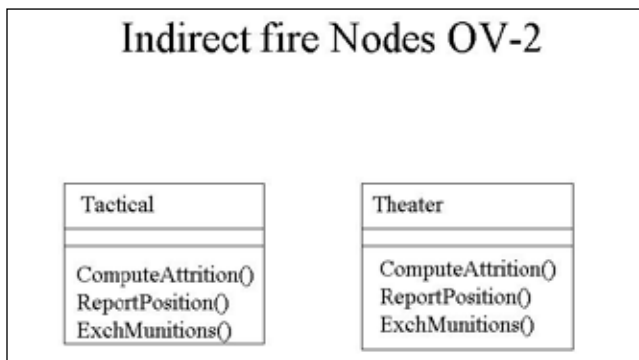 Indirect fire Nodes OV-2
Tactical
ComputeAttrition()
ReportPosition()
ExchMunitions()
Theater
ComputeAttrition()
ReportPosition()
ExchMunitions()